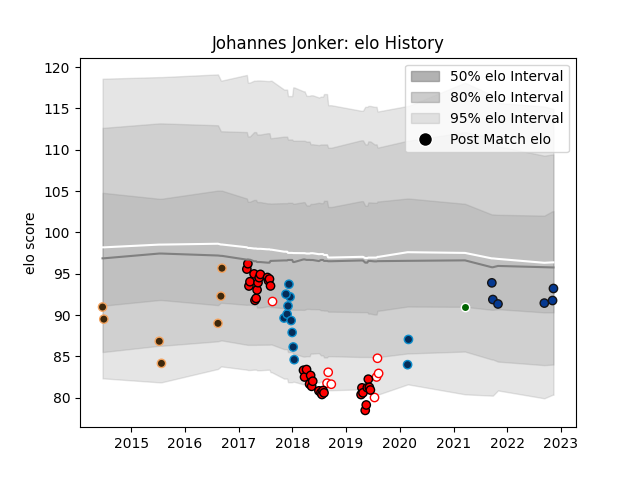 Johannes Jonker: elo History
120
115
110
105
100
95
90
85
80
elo score
50% elo Interval
80% elo Interval
95% elo Interval
Post Match elo
2015 2016 2017 2018 2019 2020 2021 2022 2023